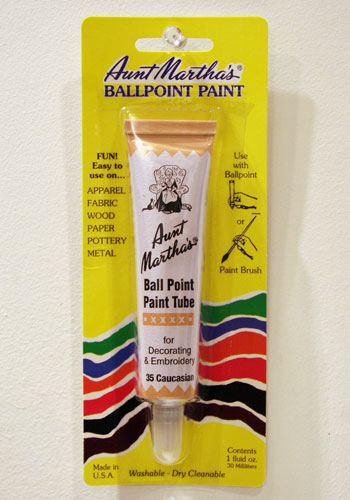 Aunt Martha's®
BALLPOINT PAINT
FUN!
Easy to
use on...
APPAREL
FABRIC
WOOD
PAPER
POTTERY
METAL
Use
with
Ballpoint
or
Paint Brush
Aunt
Martha's®
Ball Point
Paint Tube
XXXX
for
Decorating
& Embroidery
35 Caucasian
Made in
U.S.A.
Washable - Dry Cleanable
Contents
1 fluid oz.
30 Milliliters